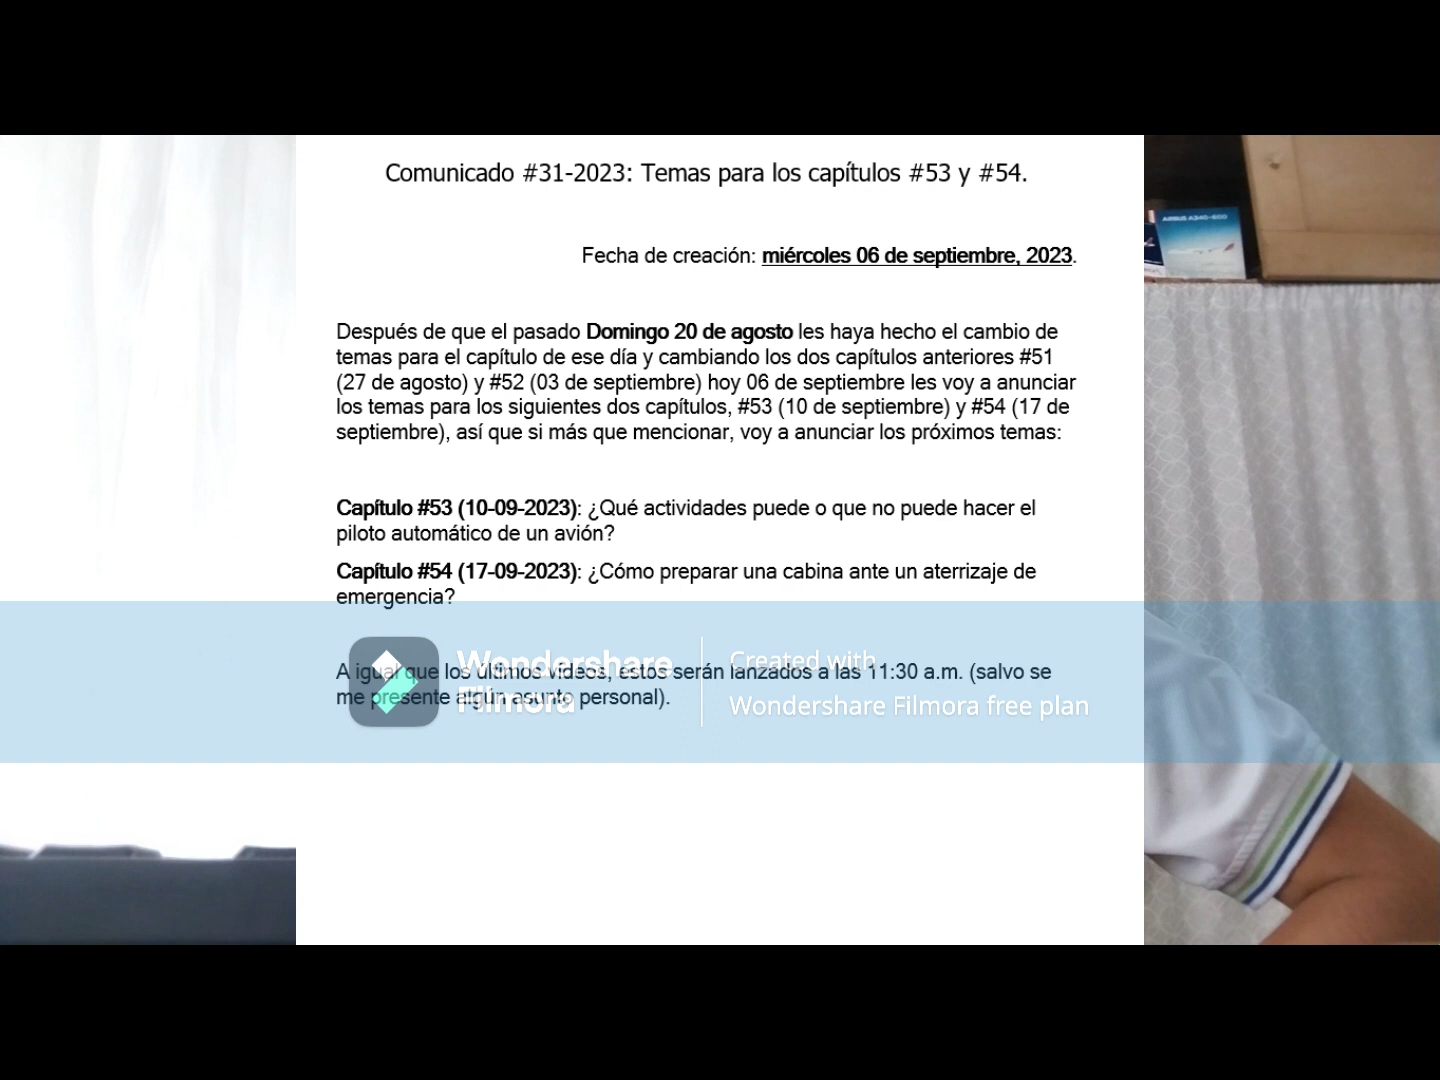 AIRBUS A340-600
Comunicado #31-2023: Temas para los capítulos #53 y #54.
Fecha de creación: miércoles 06 de septiembre, 2023.
Después de que el pasado Domingo 20 de agosto les haya hecho el cambio de
temas para el capítulo de ese día y cambiando los dos capítulos anteriores #51
(27 de agosto) y #52 (03 de septiembre) hoy 06 de septiembre les voy a anunciar
los temas para los siguientes dos capítulos, #53 (10 de septiembre) y #54 (17 de
septiembre), así que si más que mencionar, voy a anunciar los próximos temas:
Capítulo #53 (10-09-2023): ¿Qué actividades puede o que no puede hacer el
piloto automático de un avión?
Capítulo #54 (17-09-2023): ¿Cómo preparar una cabina ante un aterrizaje de
emergencia?
A igual que los últimos videos, estos serán lanzados a las 11:30 a.m. (salvo se
me presente algún asunto personal).
Wondershare
Filmora
Created with
Wondershare Filmora free plan